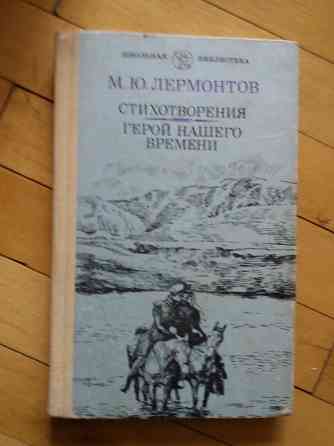 ШКОЛЬНАЯ БИБЛИОТЕКА
М. Ю. ЛЕРМОНТОВ
СТИХОТВОРЕНИЯ
ГЕРОЙ НАШЕГО
ВРЕМЕНИ